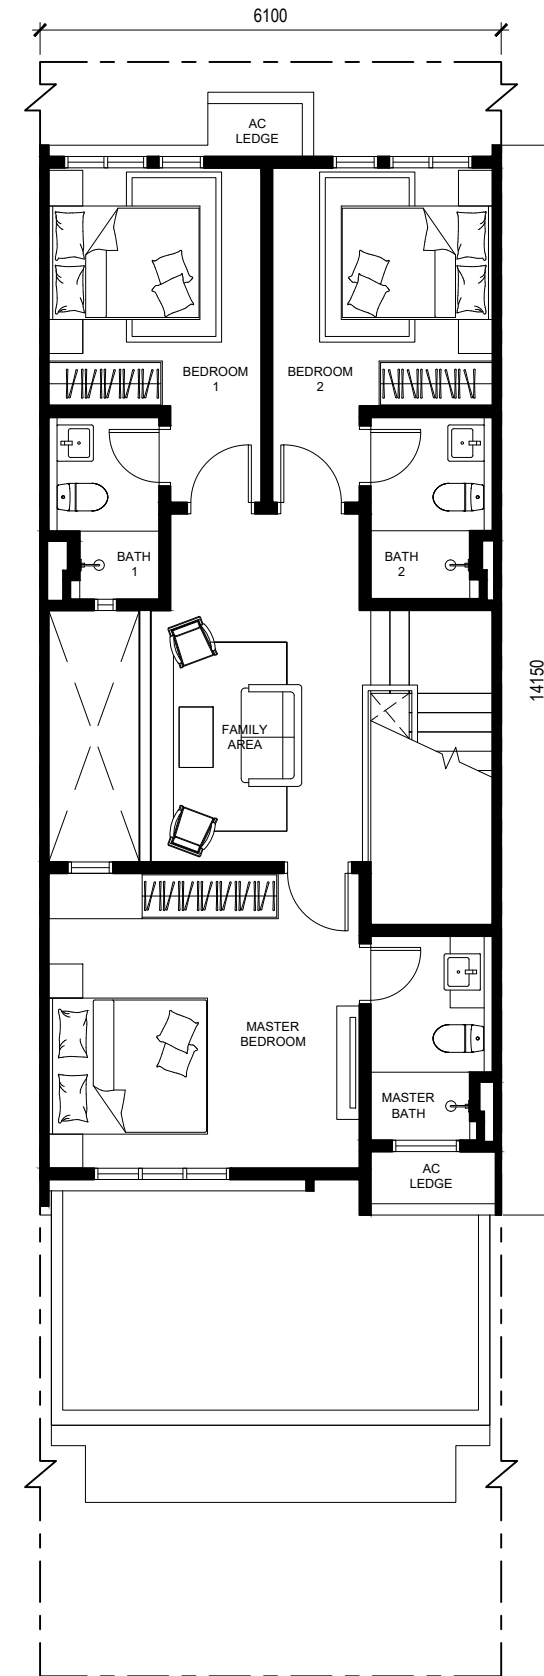 6100
AC
LEDGE
BEDROOM
1
BEDROOM
2
BATH
1
BATH
2
14150
FAMILY
AREA
MASTER
BEDROOM
MASTER
BATH
AC
LEDGE